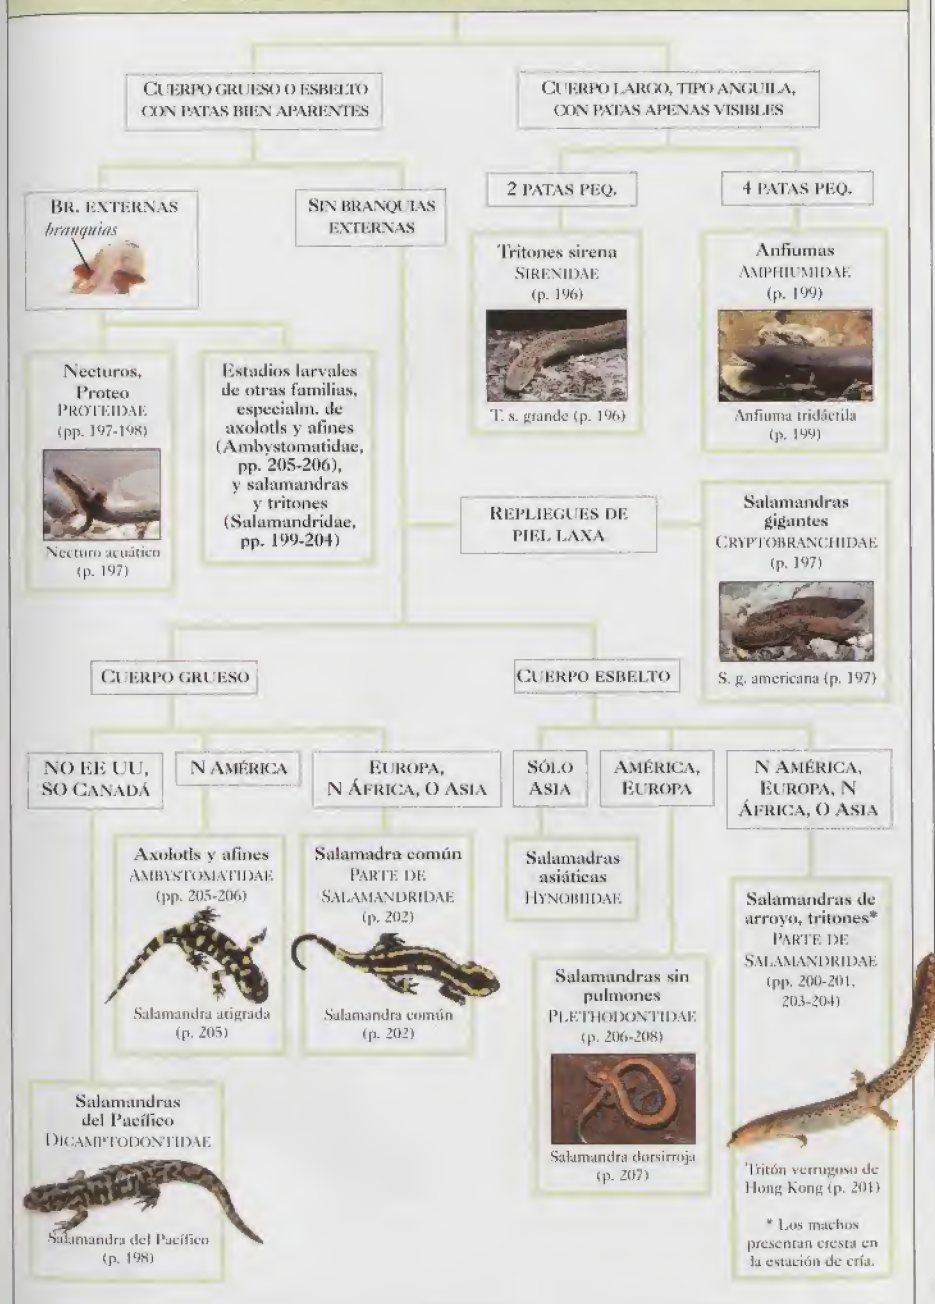 CUERPO GRUESO O ESBELTO
CON PATAS BIEN APARENTES
CUERPO LARGO, TIPO ANGUILA,
CON PATAS APENAS VISIBLES
BR. EXTERNAS
branquias
SIN BRANQUIAS
EXTERNAS
2 PATAS PEQ.
4 PATAS PEQ.
Tritones sirena
SIRENIDAE
(p. 196)
T. s. grande (p. 196)
Anfiumas
AMPHIUMIDAE
(p. 199)
Anfiuma tridáctila
(p. 199)
Necturos,
Proteo
PROTEIDAE
(pp. 197-198)
Necturo acuático
(p. 197)
Estudios larvales
de otras familias,
especialm. de
axolotls y afines
(Ambystomatidae,
pp. 205-206),
y salamandras
y tritones
(Salamandridae,
pp. 199-204)
REPLIEGUES DE
PIEL LAXA
Salamandras
gigantes
CRYPTOBRANCHIDAE
(p. 197)
S. g. americana (p. 197)
CUERPO GRUESO
CUERPO ESBELTO
NO EE UU,
SO CANADÁ
N AMÉRICA
EUROPA,
N ÁFRICA, O ASIA
SÓLO
ASIA
AMÉRICA,
EUROPA
N AMÉRICA,
EUROPA, N
ÁFRICA, O ASIA
Axolotls y afines
AMBYSTOMATIDAE
(pp. 205-206)
Salamandra atigrada
(p. 205)
Salamadra común
PARTE DE
SALAMANDRIDAE
(p. 202)
Salamandra común
(p. 202)
Salamadras
asiáticas
HYNOBIIDAE
Salamandras sin
pulmones
PLETHODONTIDAE
(p. 206-208)
Salamandra dorsirroja
(p. 207)
Salamandras de
arroyo, tritones*
PARTE DE
SALAMANDRIDAE
(pp. 200-201,
203-204)
Tritón verrugoso de
Hong Kong (p. 201)
* Los machos
presentan cresta en
la estación de cría.
Salamandras
del Pacífico
DICAMPTODONTIDAE
Salamandra del Pacífico
(p. 198)